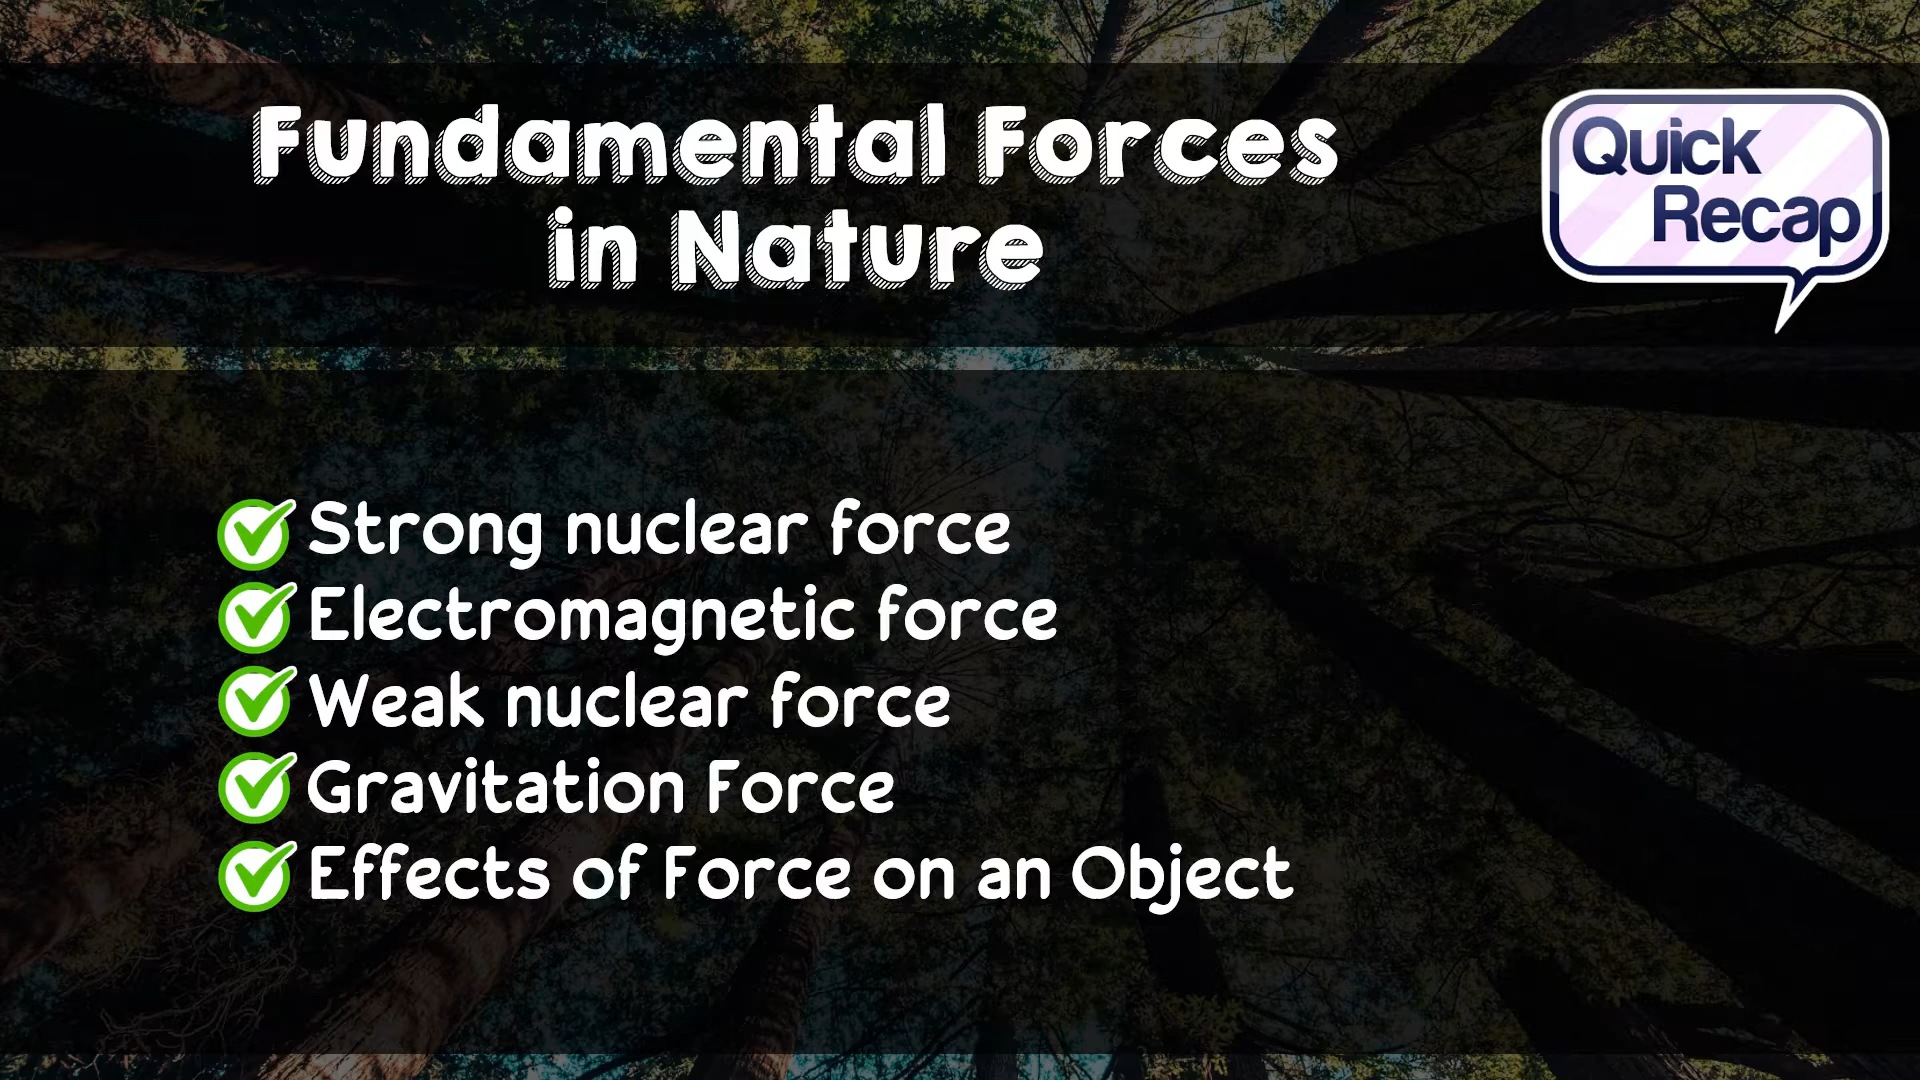 Fundamental Forces
in Nature
Quick
Recap
Strong nuclear force
Electromagnetic force
Weak nuclear force
Gravitation Force
Effects of Force on an Object